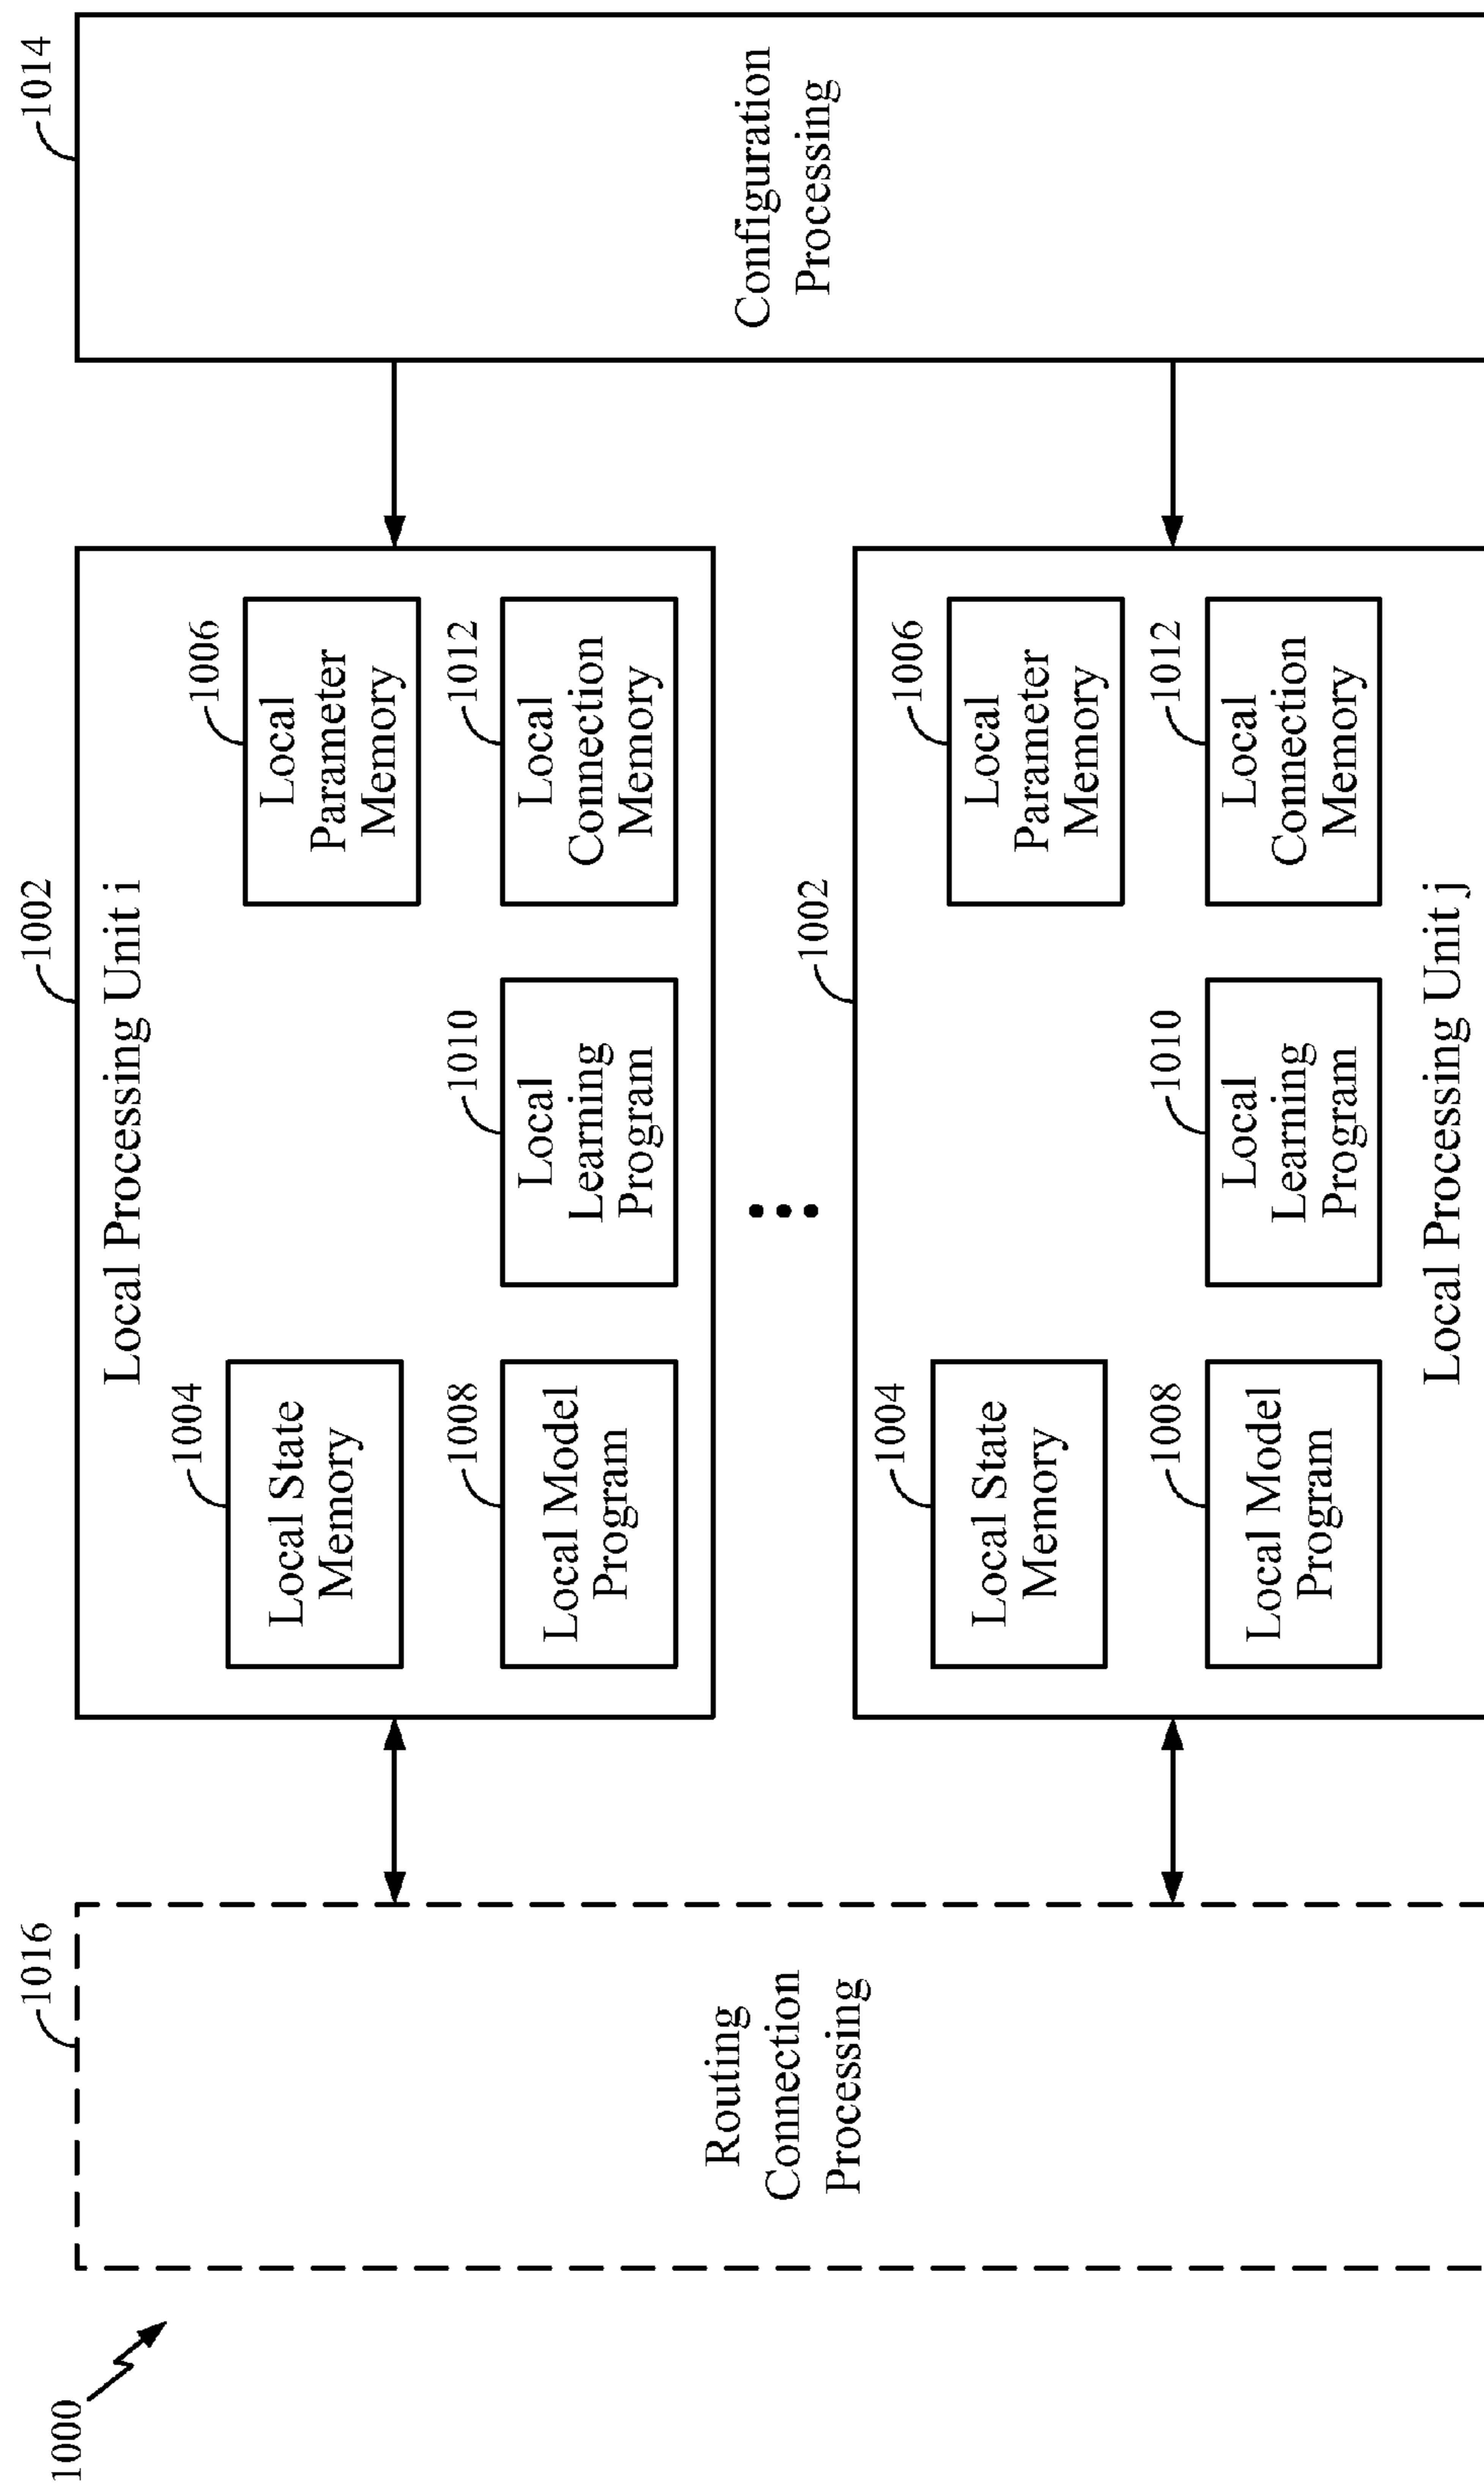 1000
1016
Routing
Connection
Processing
1002
Local Processing Unit i
1004
Local State
Memory
1006
Local
Parameter
Memory
1008
Local Model
Program
1010
Local
Learning
Program
1012
Local
Connection
Memory
1002
1004
Local State
Memory
1006
Local
Parameter
Memory
1008
Local Model
Program
1010
Local
Learning
Program
1012
Local
Connection
Memory
Local Processing Unit j
1014
Configuration
Processing